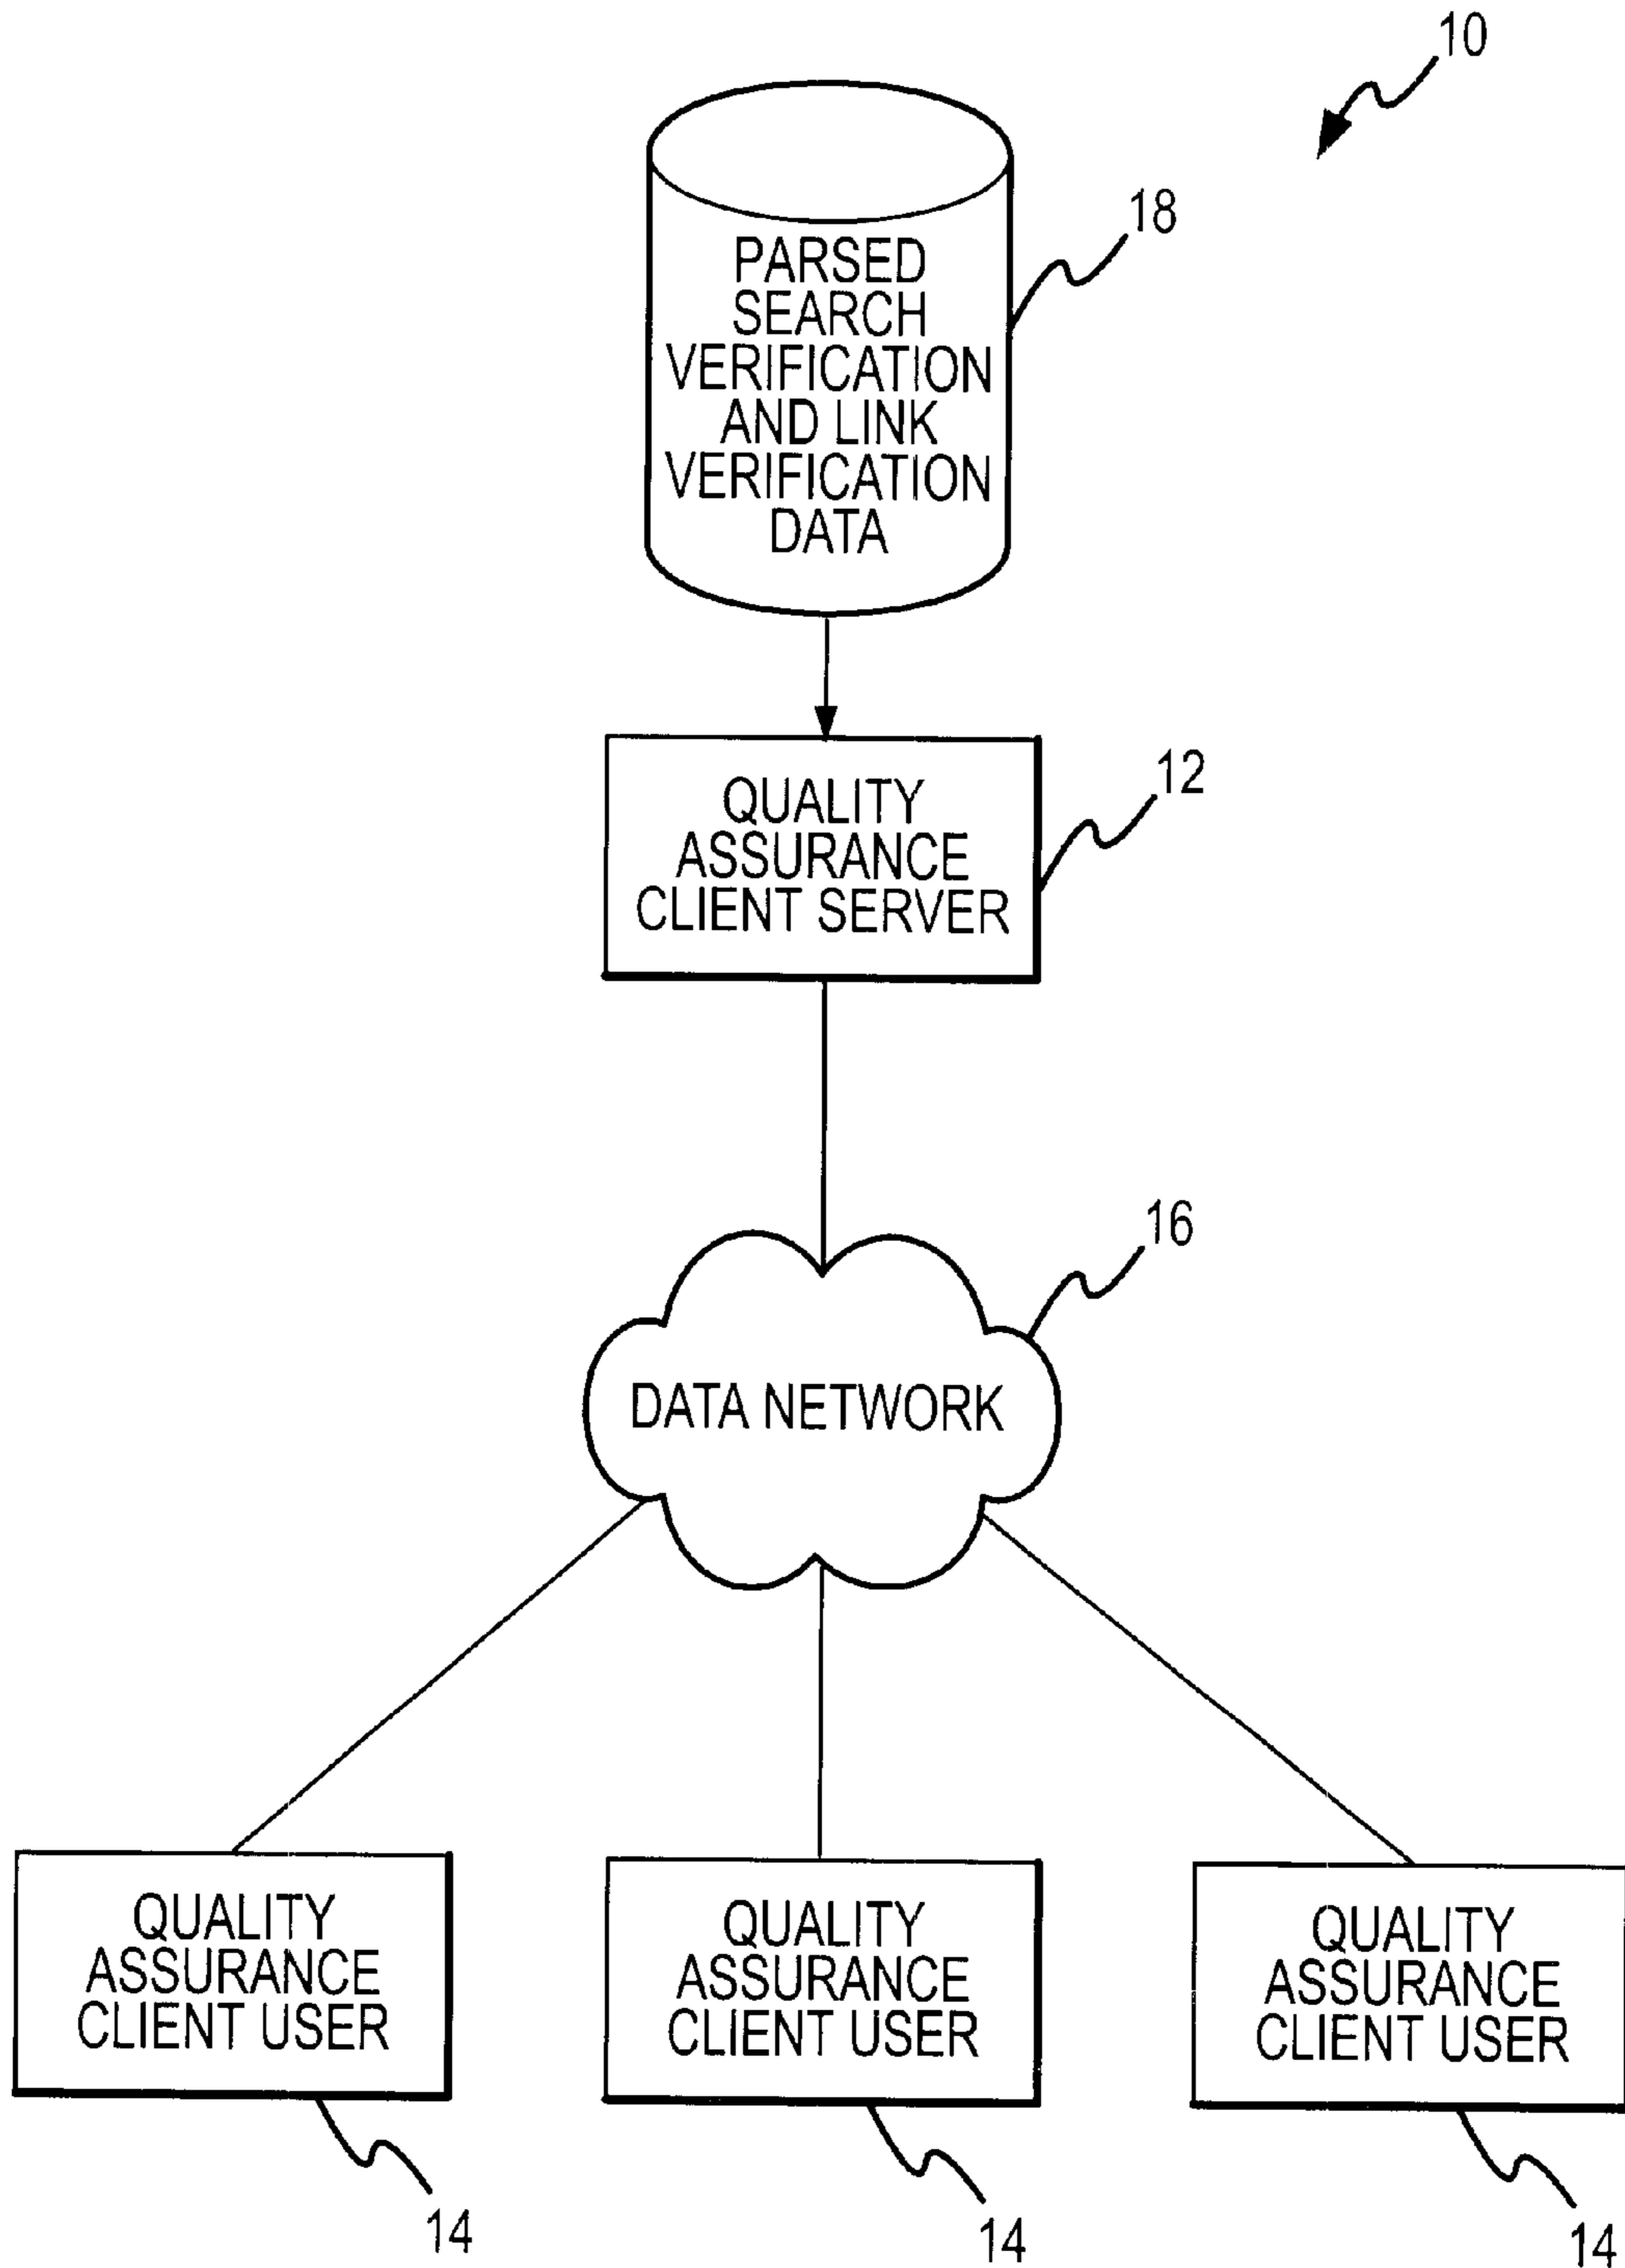 10
18
PARSED
SEARCH
VERIFICATION
AND LINK
VERIFICATION
DATA
12
QUALITY
ASSURANCE
CLIENT SERVER
16
DATA NETWORK
QUALITY
ASSURANCE
CLIENT USER
QUALITY
ASSURANCE
CLIENT USER
QUALITY
ASSURANCE
CLIENT USER
14
14
14